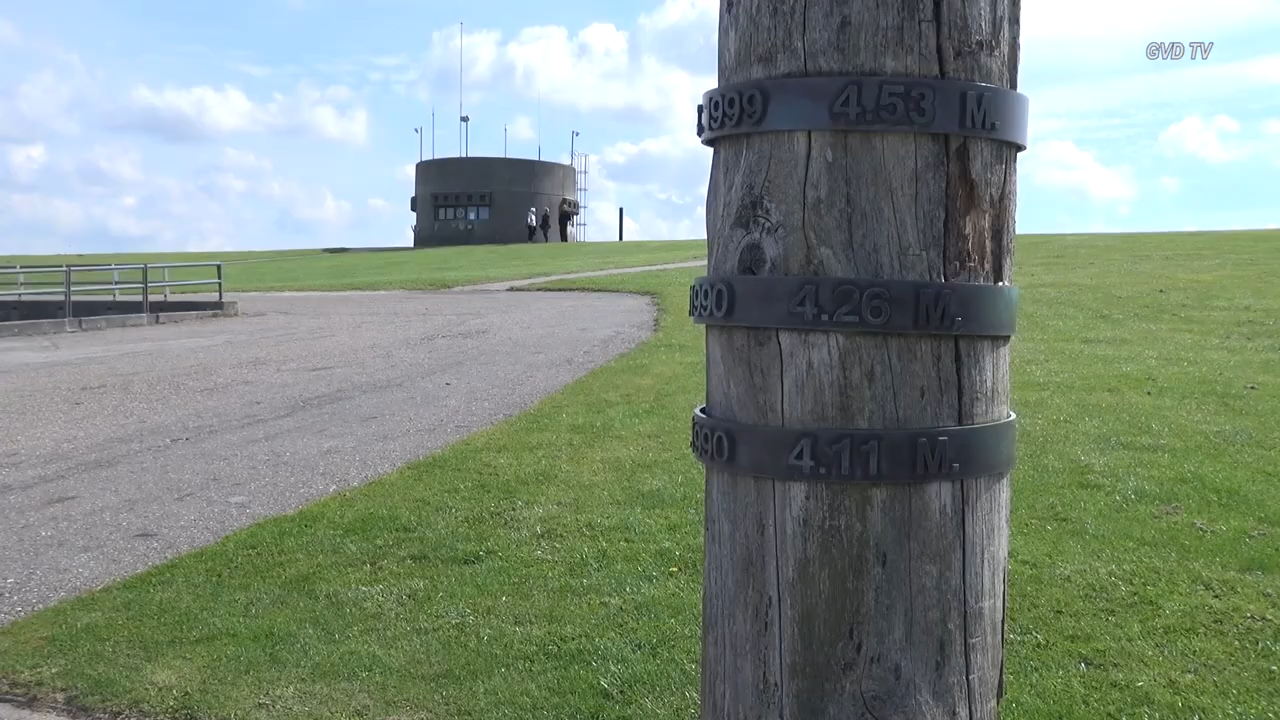 GVD TV
1999 4.53 M.
1990 4.26 M.
1990 4.11 M.